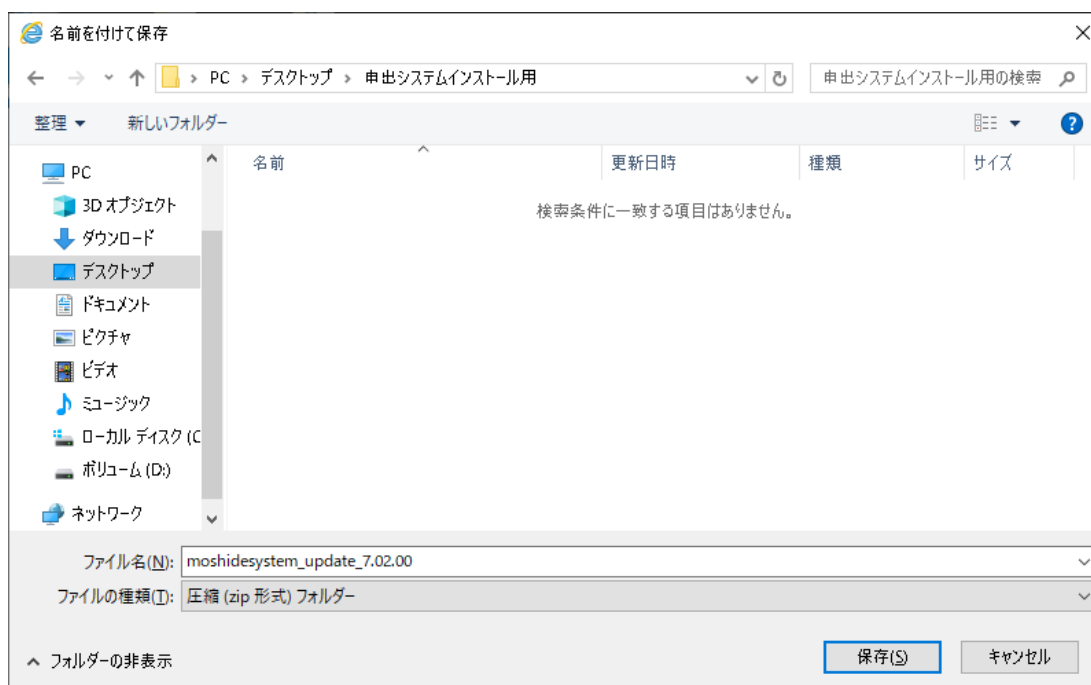 名前を付けて保存
PC › デスクトップ › 申出システムインストール用
申出システムインストール用の検索
整理
新しいフォルダー
名前
更新日時
種類
サイズ
検索条件に一致する項目はありません。
PC
3D オブジェクト
ダウンロード
デスクトップ
ドキュメント
ピクチャ
ビデオ
ミュージック
ローカル ディスク (C
ボリューム (D:)
ネットワーク
ファイル名(N): moshidesystem_update_7.02.00
ファイルの種類(T): 圧縮 (zip 形式) フォルダー
フォルダーの非表示
保存(S)
キャンセル